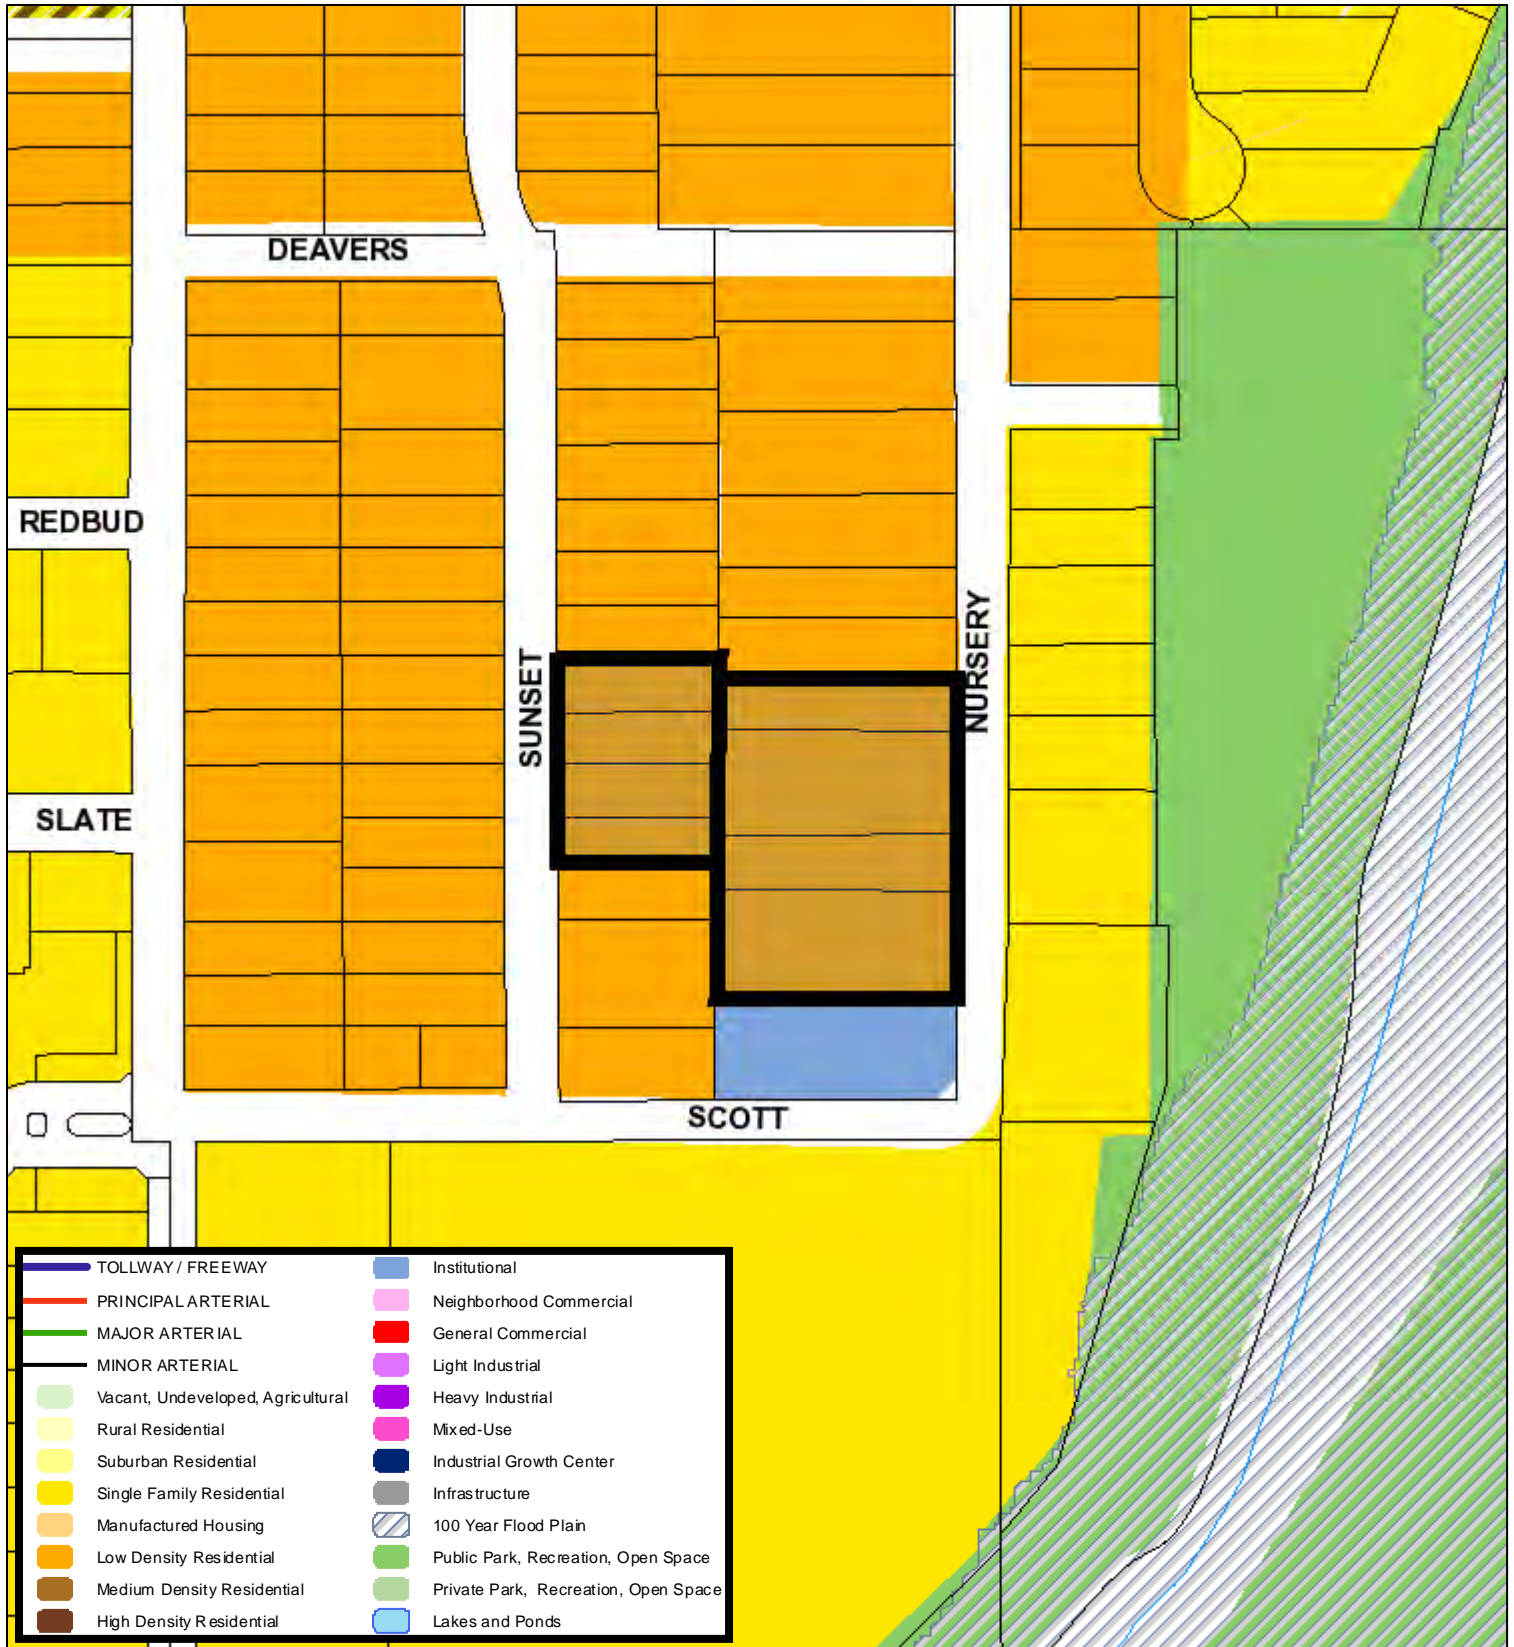 DEAVERS
REDBUD
NURSERY
SUNSET
SLATE
SCOTT
TOLLWAY / FREEWAY
PRINCIPAL ARTERIAL
MAJOR ARTERIAL
MINOR ARTERIAL
Vacant, Undeveloped, Agricultural
Rural Residential
Suburban Residential
Single Family Residential
Manufactured Housing
Low Density Residential
Medium Density Residential
High Density Residential
Institutional
Neighborhood Commercial
General Commercial
Light Industrial
Heavy Industrial
Mixed-Use
Industrial Growth Center
Infrastructure
100 Year Flood Plain
Public Park, Recreation, Open Space
Private Park, Recreation, Open Space
Lakes and Ponds